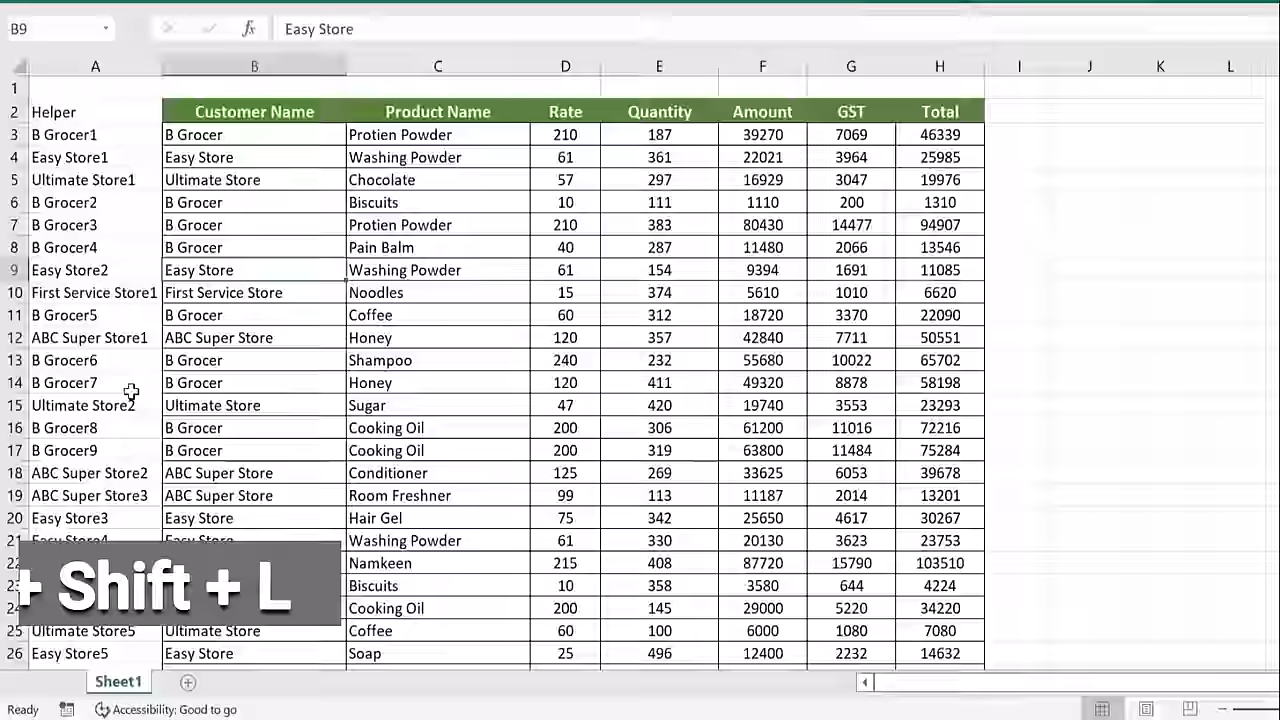 B9 fx Easy Store
A B C D E F G H I J K L
1
2 Helper Customer Name Product Name Rate Quantity Amount GST Total
3 B Grocer1 B Grocer Protien Powder 210 187 39270 7069 46339
4 Easy Store1 Easy Store Washing Powder 61 361 22021 3964 25985
5 Ultimate Store1 Ultimate Store Chocolate 57 297 16929 3047 19976
6 B Grocer2 B Grocer Biscuits 10 111 1110 200 1310
7 B Grocer3 B Grocer Protien Powder 210 383 80430 14477 94907
8 B Grocer4 B Grocer Pain Balm 40 287 11480 2066 13546
9 Easy Store2 Easy Store Washing Powder 61 154 9394 1691 11085
10 First Service Store1 First Service Store Noodles 15 374 5610 1010 6620
11 B Grocer5 B Grocer Coffee 60 312 18720 3370 22090
12 ABC Super Store1 ABC Super Store Honey 120 357 42840 7711 50551
13 B Grocer6 B Grocer Shampoo 240 232 55680 10022 65702
14 B Grocer7 B Grocer Honey 120 411 49320 8878 58198
15 Ultimate Store2 Ultimate Store Sugar 47 420 19740 3553 23293
16 B Grocer8 B Grocer Cooking Oil 200 306 61200 11016 72216
17 B Grocer9 B Grocer Cooking Oil 200 319 63800 11484 75284
18 ABC Super Store2 ABC Super Store Conditioner 125 269 33625 6053 39678
19 ABC Super Store3 ABC Super Store Room Freshner 99 113 11187 2014 13201
20 Easy Store3 Easy Store Hair Gel 75 342 25650 4617 30267
21 Easy Store4 Easy Store Washing Powder 61 330 20130 3623 23753
Namkeen 215 408 87720 15790 103510
+ Shift + L
Biscuits 10 358 3580 644 4224
Cooking Oil 200 145 29000 5220 34220
25 Ultimate Store5 Ultimate Store Coffee 60 100 6000 1080 7080
26 Easy Store5 Easy Store Soap 25 496 12400 2232 14632
Sheet1
Ready Accessibility: Good to go